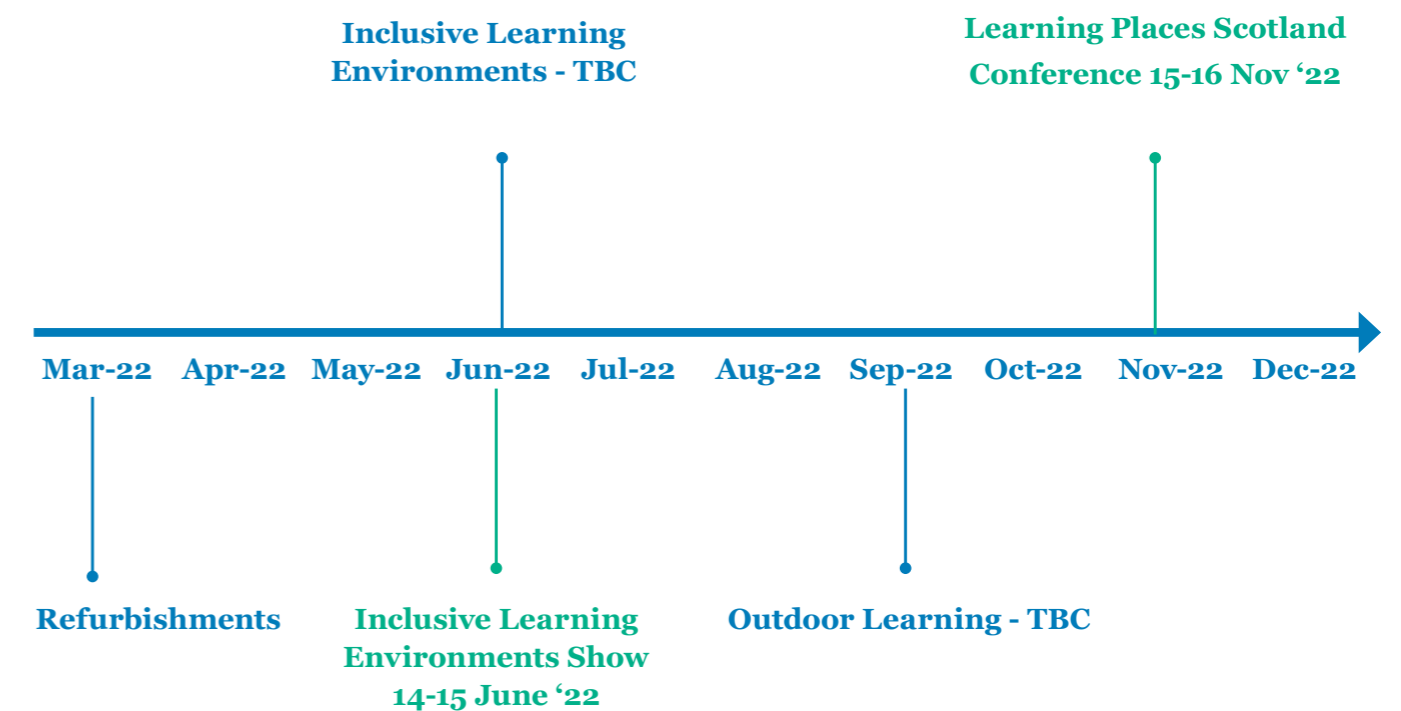 Inclusive Learning
Environments - TBC
Learning Places Scotland
Conference 15-16 Nov ‘22
Mar-22 Apr-22 May-22 Jun-22 Jul-22 Aug-22 Sep-22 Oct-22 Nov-22 Dec-22
Refurbishments
Inclusive Learning
Environments Show
14-15 June ‘22
Outdoor Learning - TBC